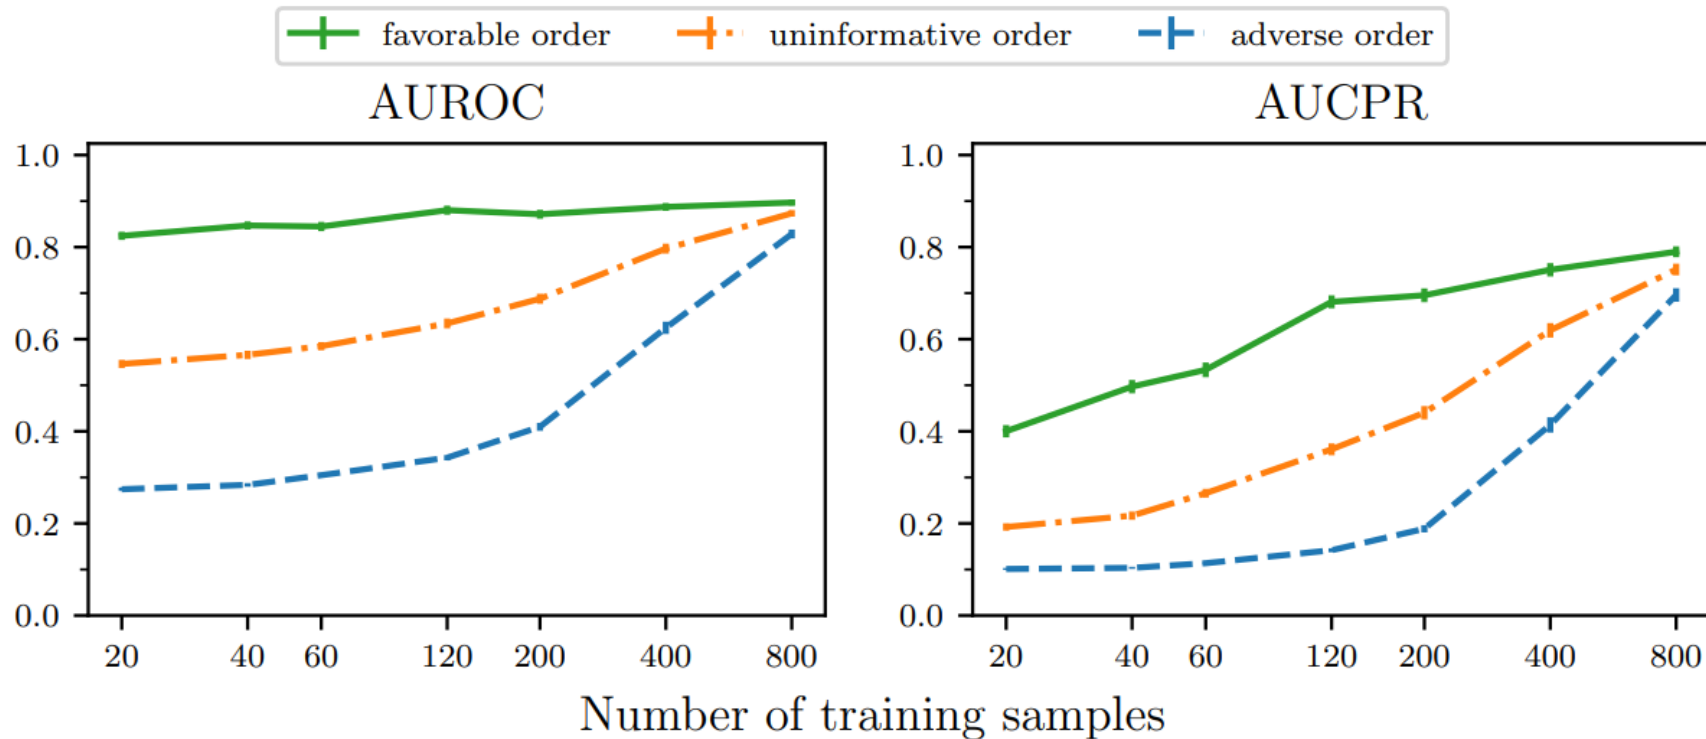 favorable order uninformative order adverse order
AUROC
1.0
0.8
0.6
0.4
0.2
0.0
20 40 60 120 200 400 800
AUCPR
1.0
0.8
0.6
0.4
0.2
0.0
20 40 60 120 200 400 800
Number of training samples